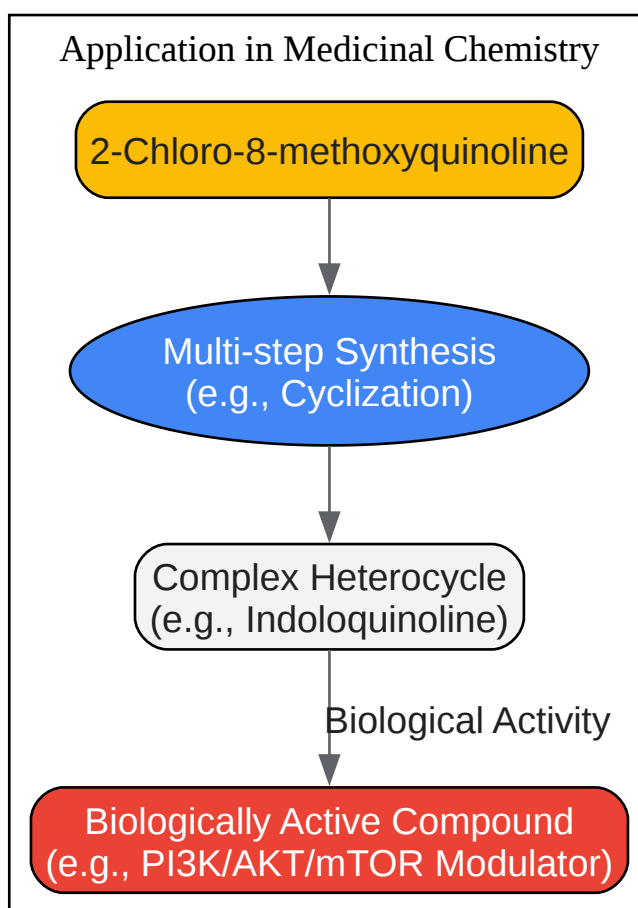 Application in Medicinal Chemistry
2-Chloro-8-methoxyquinoline
Multi-step Synthesis
(e.g., Cyclization)
Complex Heterocycle
(e.g., Indoloquinoline)
Biological Activity
Biologically Active Compound
(e.g., PI3K/AKT/mTOR Modulator)